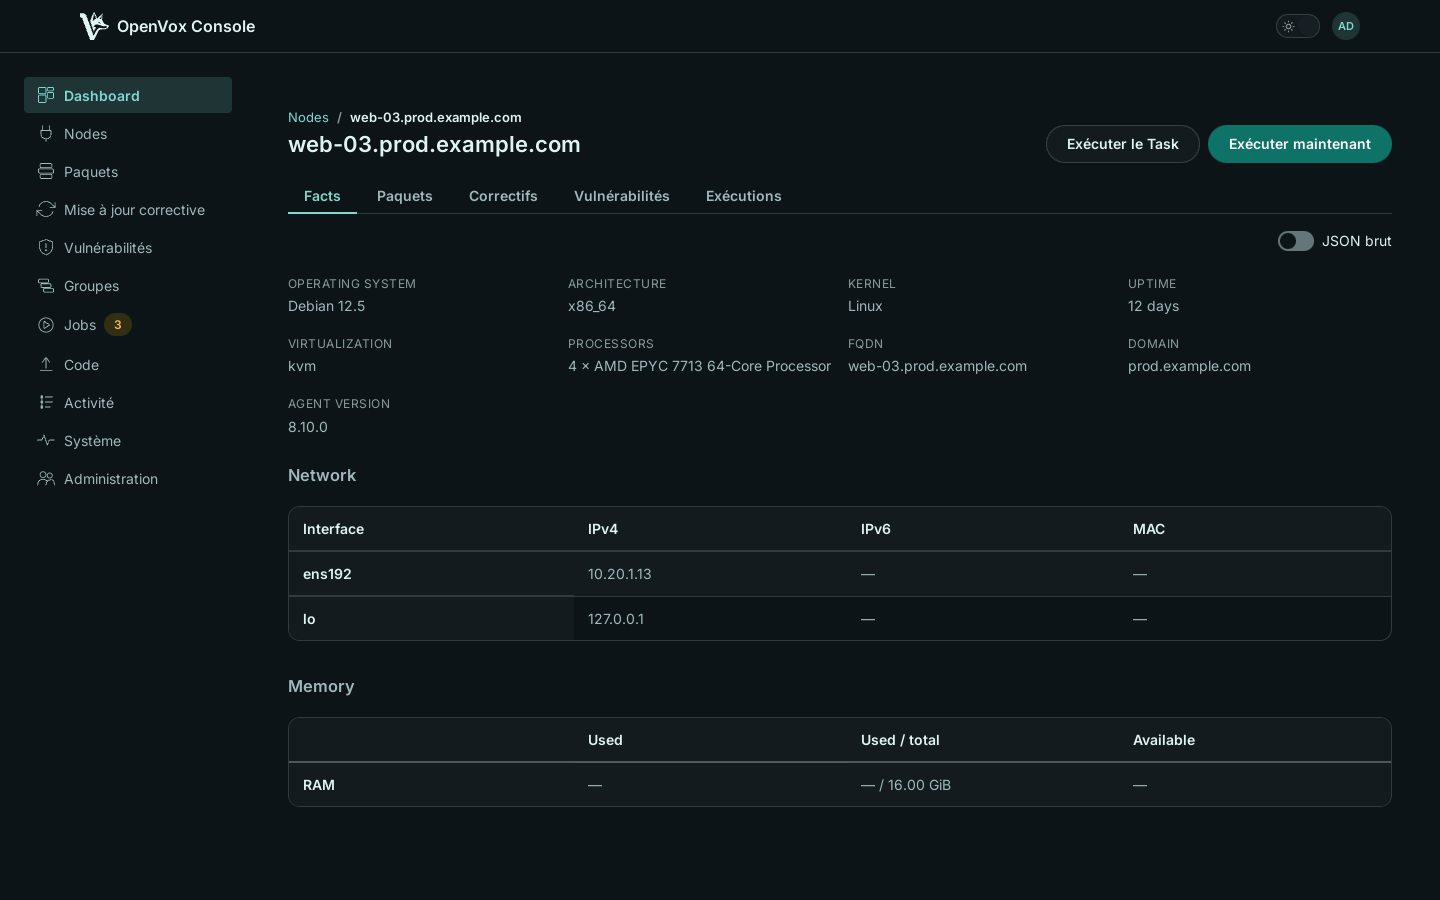 OpenVox Console
AD
Dashboard
Nodes
Paquets
Mise à jour corrective
Vulnérabilités
Groupes
Jobs 3
Code
Activité
Système
Administration
Nodes / web-03.prod.example.com
web-03.prod.example.com
Exécuter le Task
Exécuter maintenant
Facts Paquets Correctifs Vulnérabilités Exécutions
JSON brut
OPERATING SYSTEM ARCHITECTURE KERNEL UPTIME
Debian 12.5 x86_64 Linux 12 days
VIRTUALIZATION PROCESSORS FQDN DOMAIN
kvm 4 × AMD EPYC 7713 64-Core Processor web-03.prod.example.com prod.example.com
AGENT VERSION
8.10.0
Network
Interface IPv4 IPv6 MAC
ens192 10.20.1.13 — —
lo 127.0.0.1 — —
Memory
Used Used / total Available
RAM — — / 16.00 GiB —